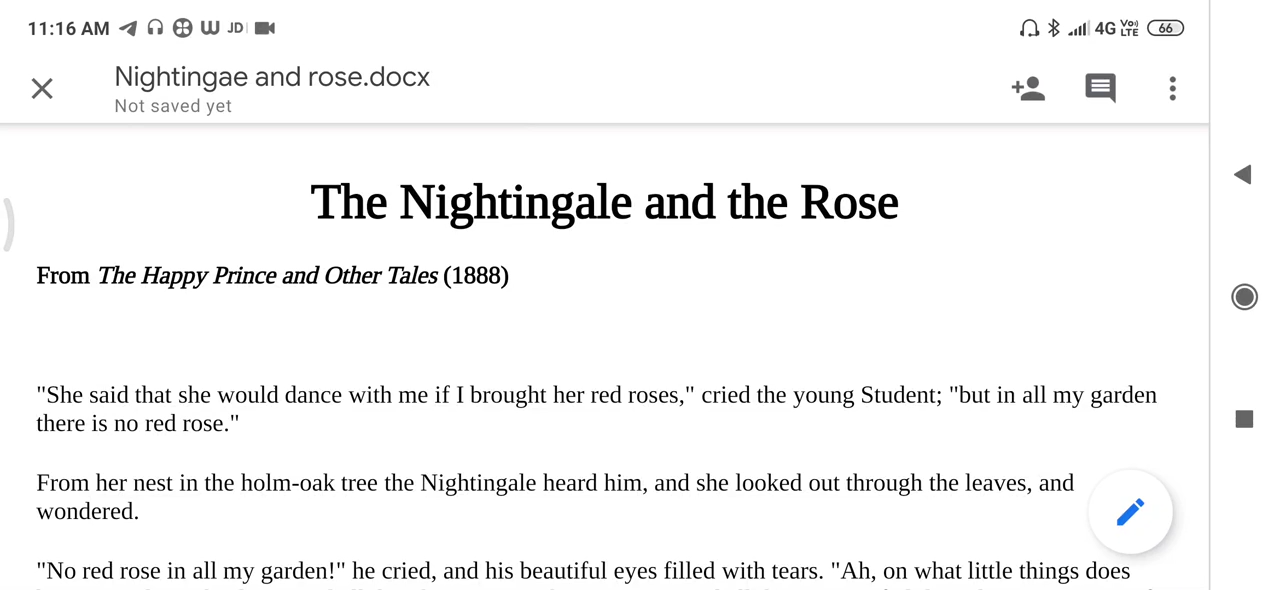 11:16 AM JD 4G Vo) LTE 66
Nightingae and rose.docx
Not saved yet
The Nightingale and the Rose
From The Happy Prince and Other Tales (1888)
"She said that she would dance with me if I brought her red roses," cried the young Student; "but in all my garden
there is no red rose."
From her nest in the holm-oak tree the Nightingale heard him, and she looked out through the leaves, and
wondered.
"No red rose in all my garden!" he cried, and his beautiful eyes filled with tears. "Ah, on what little things does